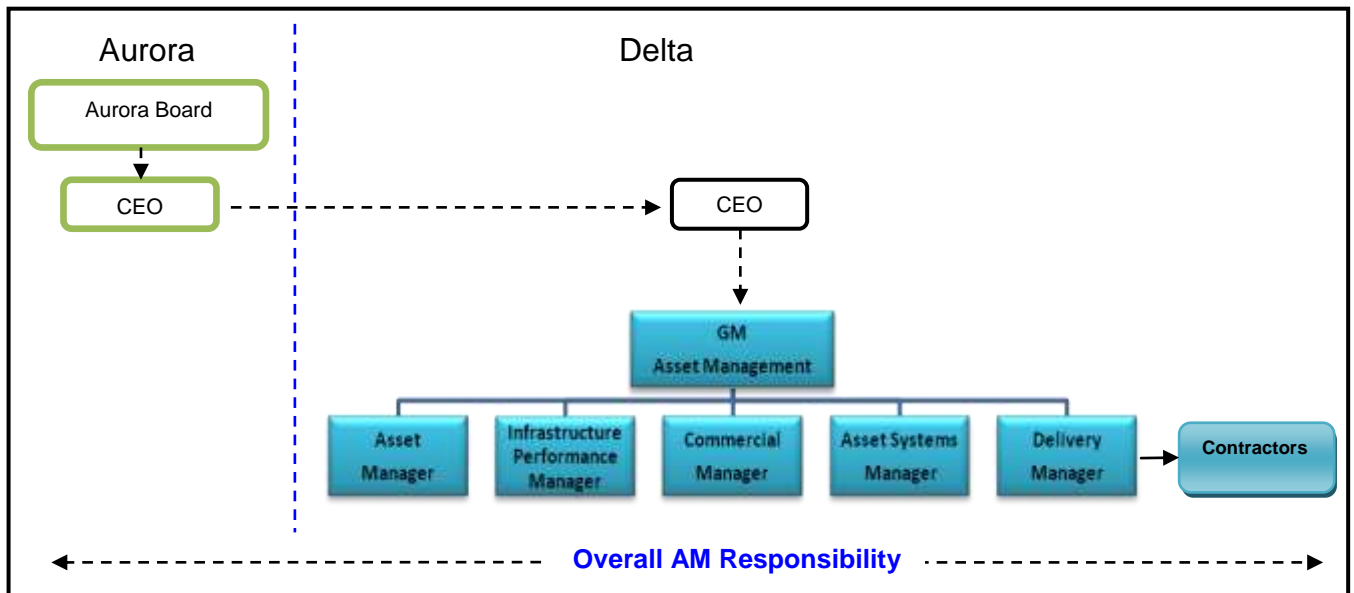 Aurora
Delta
Aurora Board
CEO
CEO
GM
Asset Management
Asset
Manager
Infrastructure
Performance
Manager
Commercial
Manager
Asset Systems
Manager
Delivery
Manager
Contractors
Overall AM Responsibility